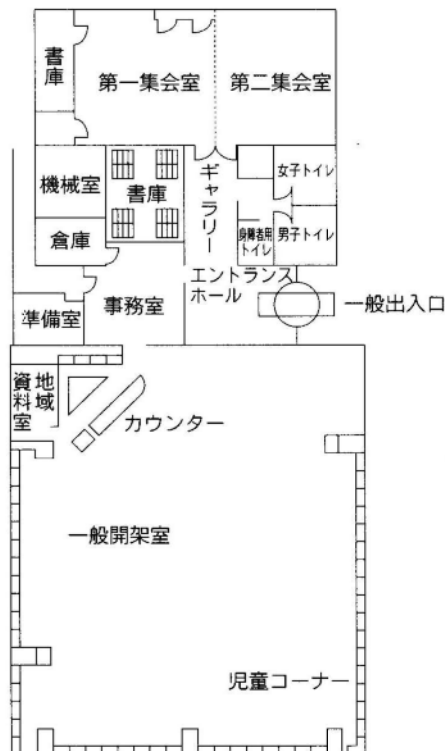 書庫
第一集会室
第二集会室
機械室
書庫
ギャラリー
女子トイレ
倉庫
身障者用
トイレ
男子トイレ
エントランス
ホール
一般出入口
準備室
事務室
地域
資料室
カウンター
一般開架室
児童コーナー